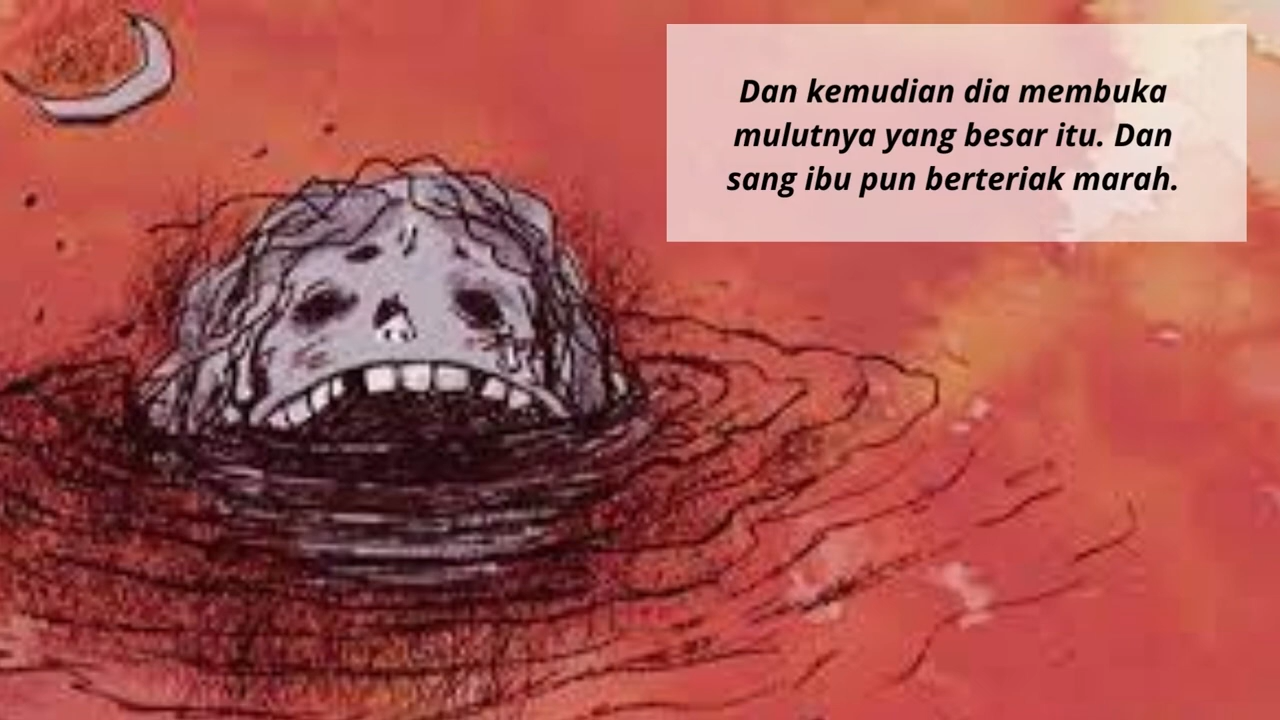 Dan kemudian dia membuka
mulutnya yang besar itu. Dan
sang ibu pun berteriak marah.